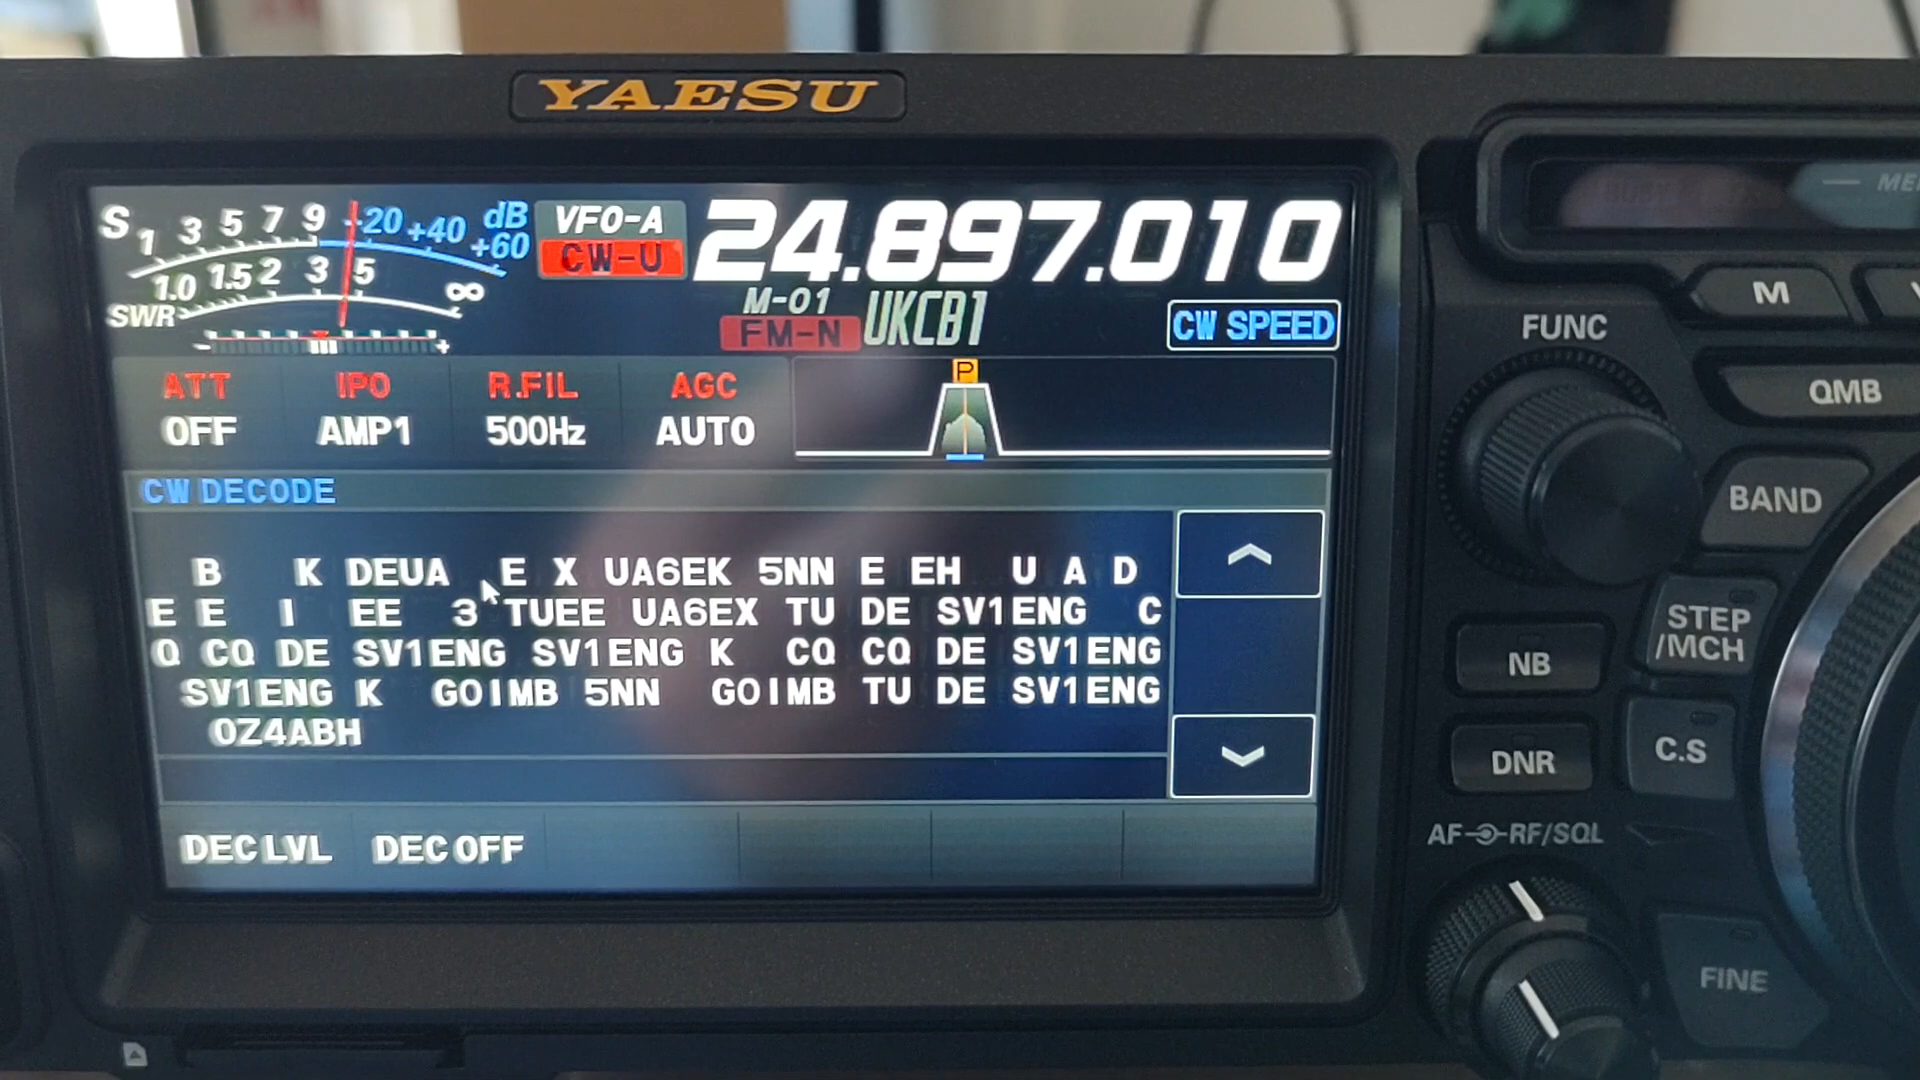 YAESU
S 1 3 5 7 9 +20 +40 +60 dB
1.0 1.5 2 3 5 ∞
SWR
- +
VFO-A
CW-U
24.897.010
M-01
FM-N
UKCB1
CW SPEED
ATT IPO R.FIL AGC
OFF AMP1 500Hz AUTO
P
CW DECODE
B K DEUA E X UA6EK 5NN E EH U A D
E E I EE 3 TUEE UA6EX TU DE SV1ENG C
Q CQ DE SV1ENG SV1ENG K CQ CQ DE SV1ENG
SV1ENG K GOIMB 5NN GOIMB TU DE SV1ENG
OZ4ABH
DEC LVL DEC OFF
M
FUNC
QMB
BAND
STEP
/MCH
NB
DNR
C.S
AF RF/SQL
FINE